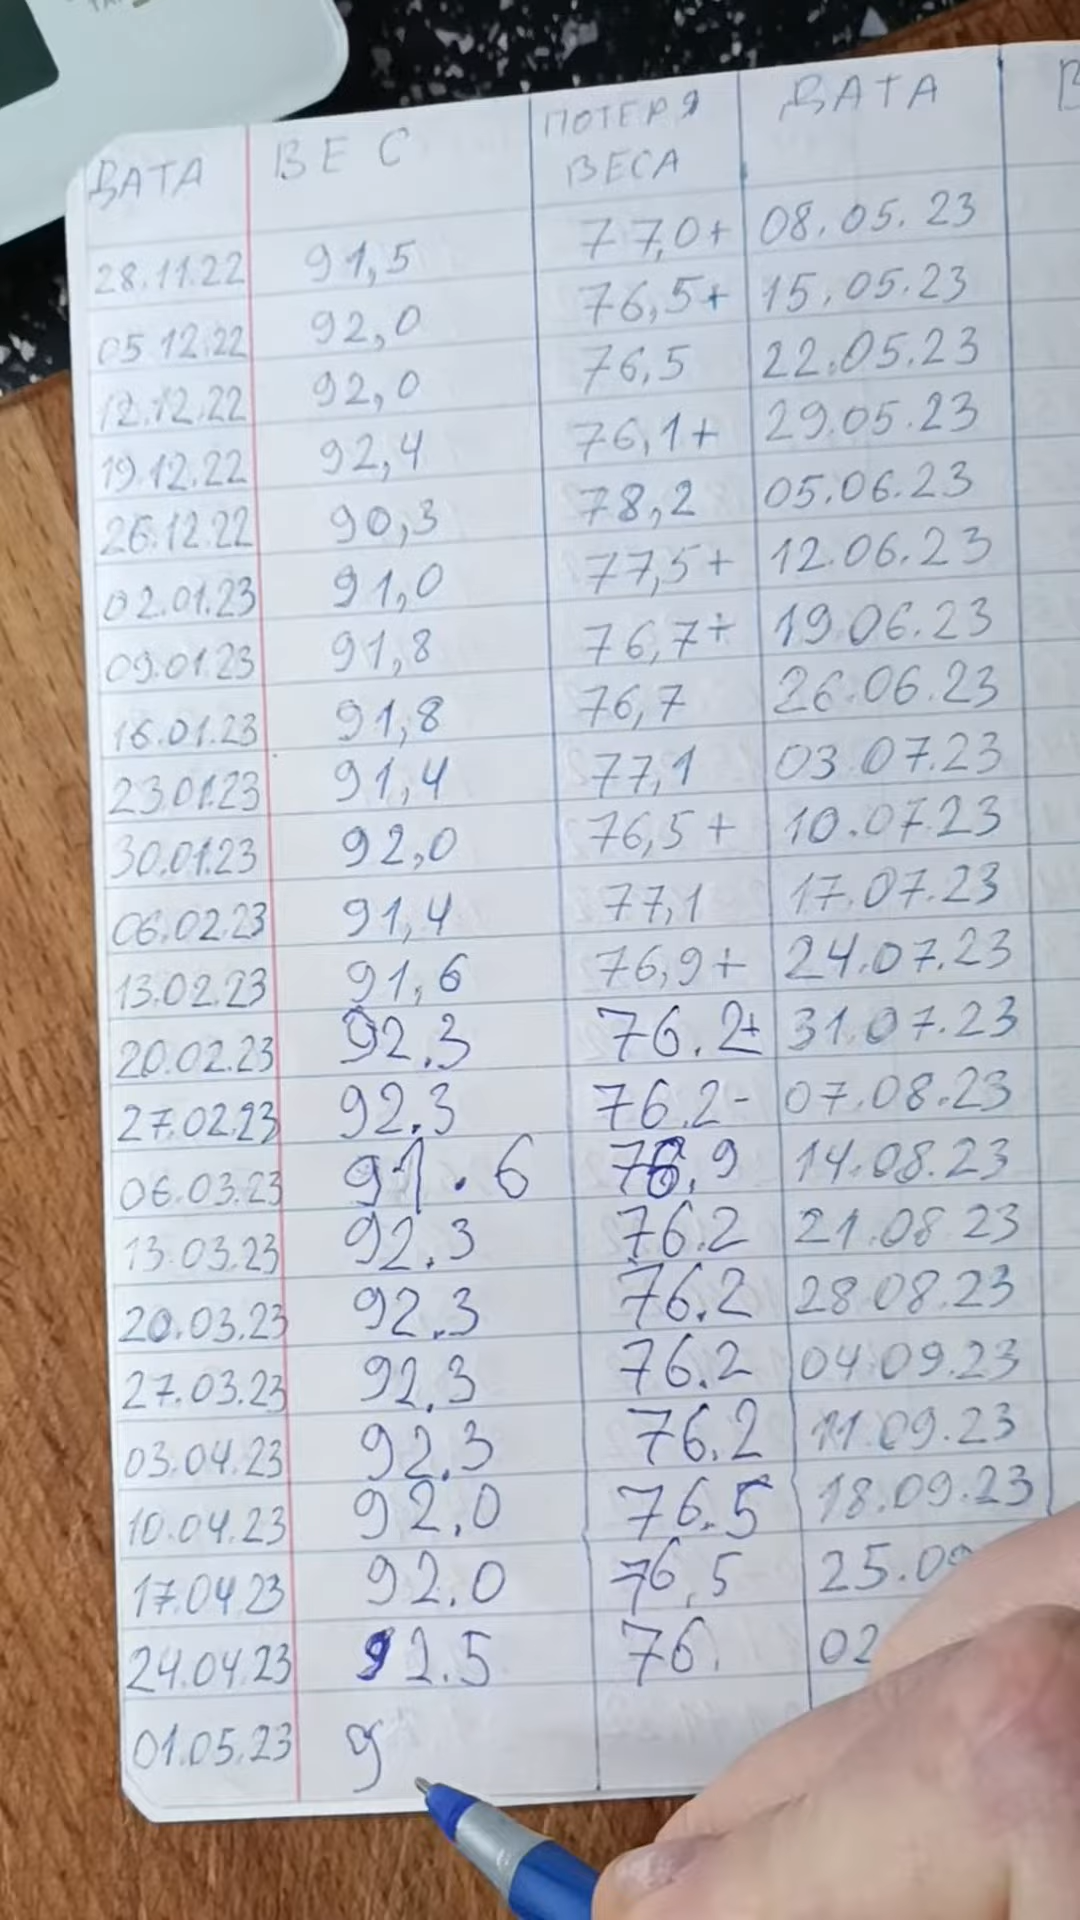 ДАТА ВЕС ПОТЕРЯ ВЕСА ДАТА В
28.11.22 91,5 77,0+ 08.05.23
05.12.22 92,0 76,5+ 15.05.23
12.12.22 92,0 76,5 22.05.23
19.12.22 92,4 76,1+ 29.05.23
26.12.22 90,3 78,2 05.06.23
02.01.23 91,0 77,5+ 12.06.23
09.01.23 91,8 76,7+ 19.06.23
16.01.23 91,8 76,7 26.06.23
23.01.23 91,4 77,1 03.07.23
30.01.23 92,0 76,5+ 10.07.23
06.02.23 91,4 77,1 17.07.23
13.02.23 91,6 76,9+ 24.07.23
20.02.23 92.3 76.2+ 31.07.23
27.02.23 92.3 76.2- 07.08.23
06.03.23 91.6 76,9 14.08.23
13.03.23 92.3 76.2 21.08.23
20.03.23 92.3 76.2 28.08.23
27.03.23 92.3 76.2 04.09.23
03.04.23 92.3 76.2 11.09.23
10.04.23 92.0 76.5 18.09.23
17.04.23 92.0 76,5 25.09
24.04.23 92.5 76. 02
01.05.23 9